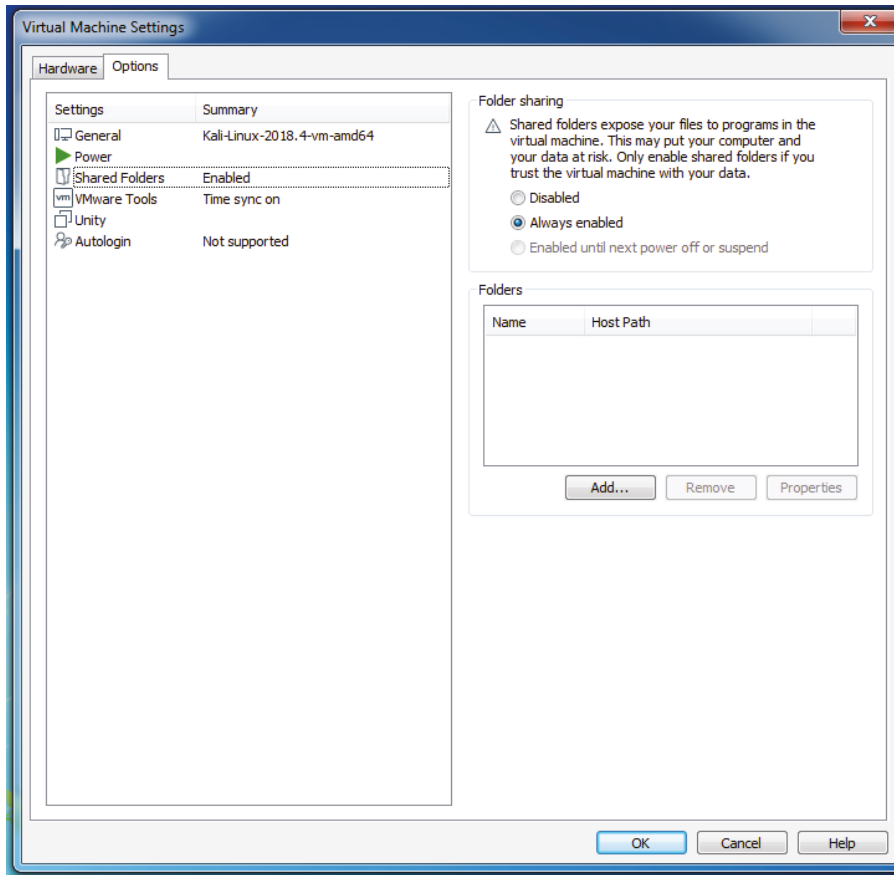 Virtual Machine Settings
x
Hardware
Options
Settings Summary
General Kali-Linux-2018.4-vm-amd64
Power
Shared Folders Enabled
vm VMware Tools Time sync on
Unity
Autologin Not supported
Folder sharing
Shared folders expose your files to programs in the
virtual machine. This may put your computer and
your data at risk. Only enable shared folders if you
trust the virtual machine with your data.
Disabled
Always enabled
Enabled until next power off or suspend
Folders
Name Host Path
Add... Remove Properties
OK Cancel Help